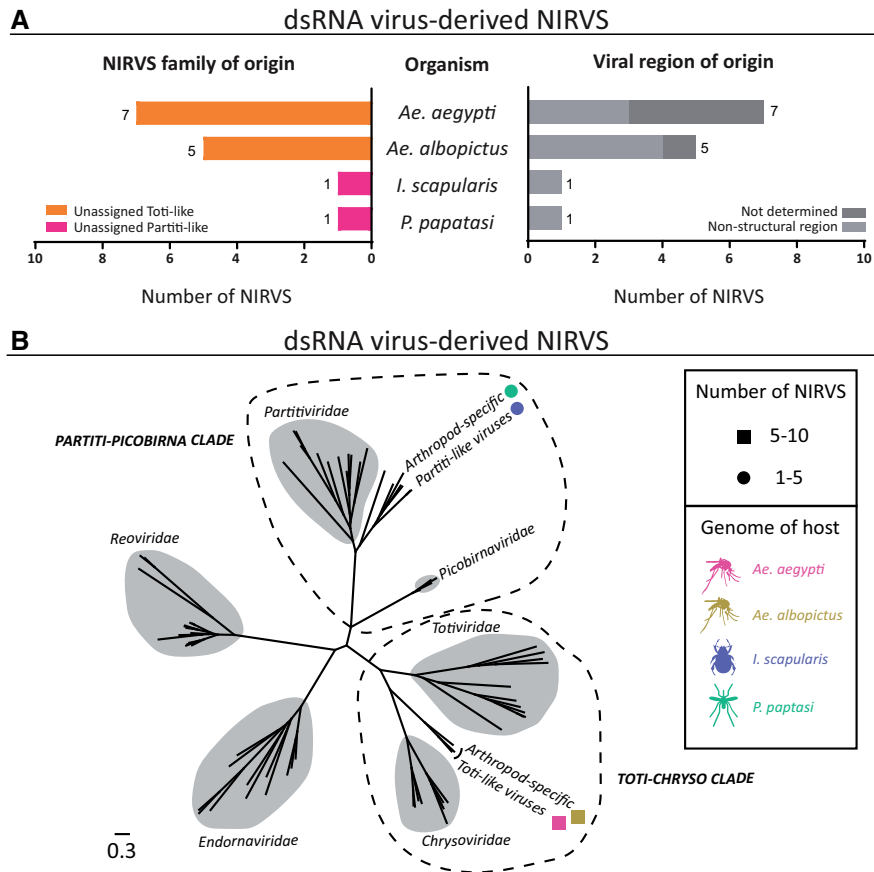 A
dsRNA virus-derived NIRVS
NIRVS family of origin
Organism
Viral region of origin
7
Ae. aegypti
7
5
Ae. albopictus
5
1
I. scapularis
1
1
P. papatasi
1
Unassigned Toti-like
Unassigned Partiti-like
Not determined
Non-structural region
10 8 6 4 2 0
0 2 4 6 8 10
Number of NIRVS
Number of NIRVS
B
dsRNA virus-derived NIRVS
PARTITI-PICOBIRNA CLADE
Partitiviridae
Arthropod-specific
Partiti-like viruses
Picobirnaviridae
Reoviridae
Totiviridae
Arthropod-specific
Toti-like viruses
TOTI-CHRYSO CLADE
Chrysoviridae
Endornaviridae
0.3
Number of NIRVS
5-10
1-5
Genome of host
Ae. aegypti
Ae. albopictus
I. scapularis
P. paptasi